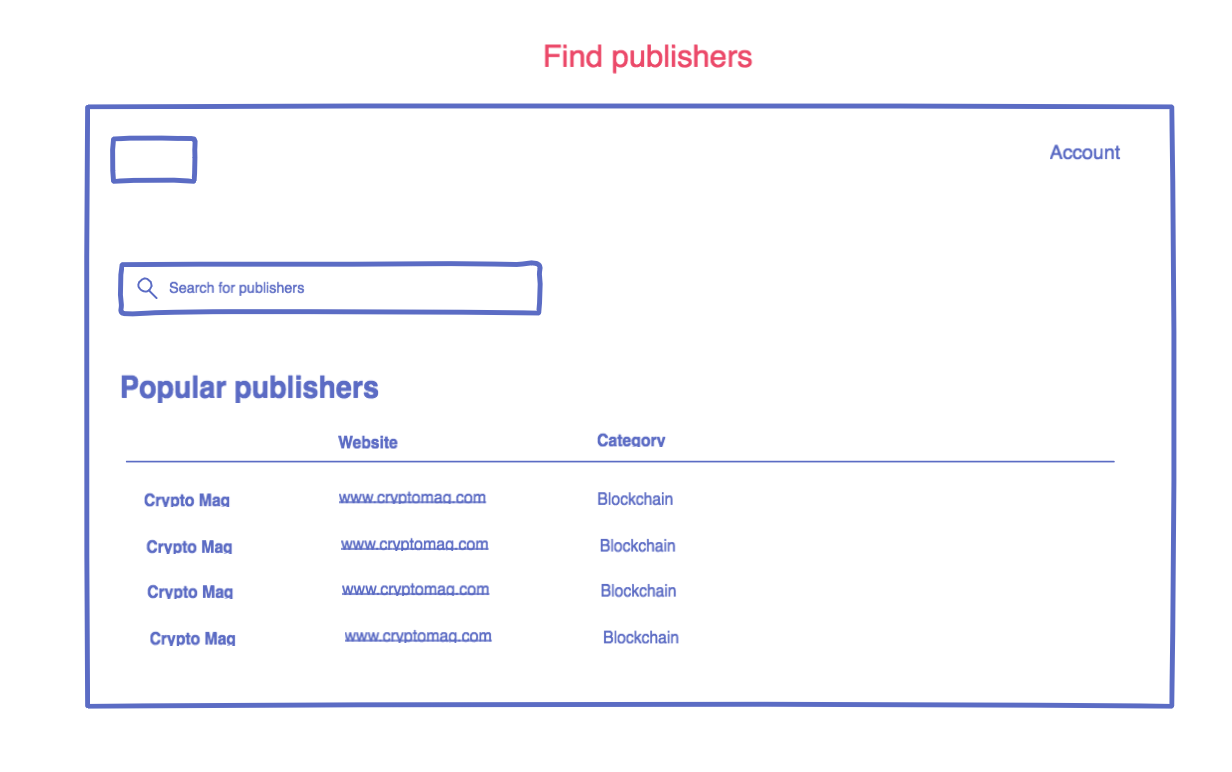 Find publishers
Account
Search for publishers
Popular publishers
Website Category
Crypto Mag www.cryptomag.com Blockchain
Crypto Mag www.cryptomag.com Blockchain
Crypto Mag www.cryptomag.com Blockchain
Crypto Mag www.cryptomag.com Blockchain